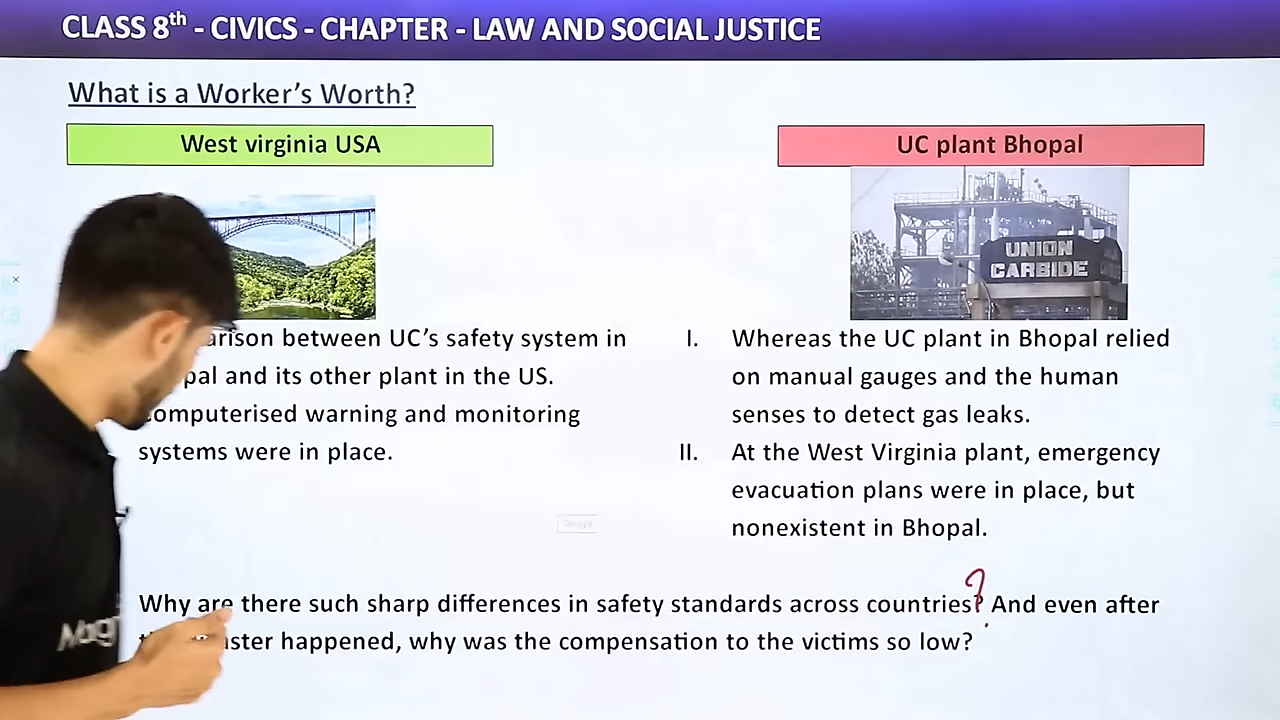 CLASS 8th - CIVICS - CHAPTER - LAW AND SOCIAL JUSTICE
What is a Worker's Worth?
West virginia USA
between UC's safety system in
and its other plant in the US.
computerised warning and monitoring
systems were in place.
UC plant Bhopal
UNION
CARBIDE
I. Whereas the UC plant in Bhopal relied
on manual gauges and the human
senses to detect gas leaks.
II. At the West Virginia plant, emergency
evacuation plans were in place, but
nonexistent in Bhopal.
Why are there such sharp differences in safety standards across countries? And even after
happened, why was the compensation to the victims so low?
?